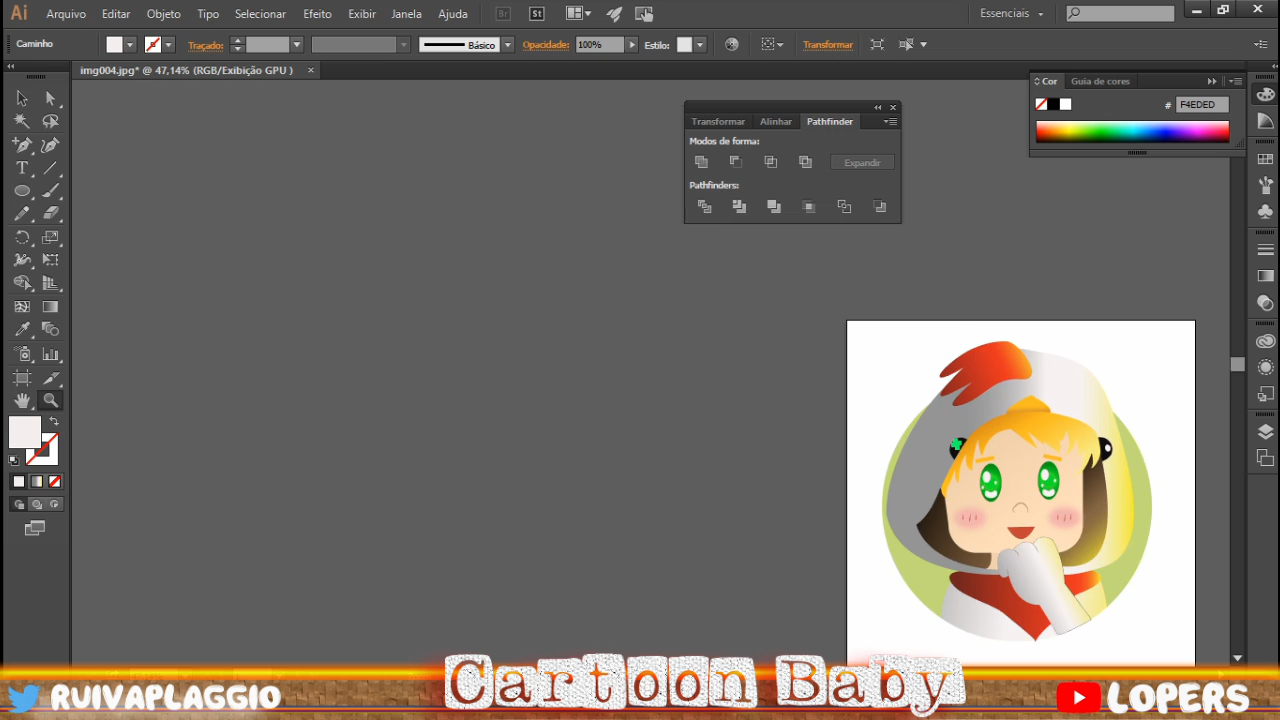 Ai Arquivo Editar Objeto Tipo Selecionar Efeito Exibir Janela Ajuda Br St Essenciais
Caminho Traçado: Básico Opacidade: 100% Estilo: Transformar
img004.jpg* @ 47,14% (RGB/Exibição GPU ) ×
Cor Guia de cores
# F4EDED
Transformar Alinhar Pathfinder
Modos de forma:
Expandir
Pathfinders:
Cartoon Baby
RUIVAPLAGGIO
LOPERS